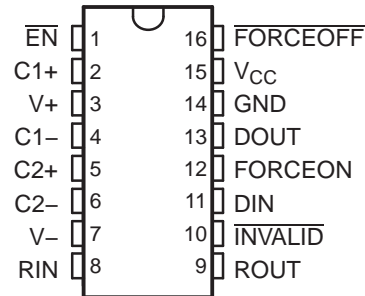 EN 1 16 FORCEOFF
C1+ 2 15 VCC
V+ 3 14 GND
C1− 4 13 DOUT
C2+ 5 12 FORCEON
C2− 6 11 DIN
V− 7 10 INVALID
RIN 8 9 ROUT